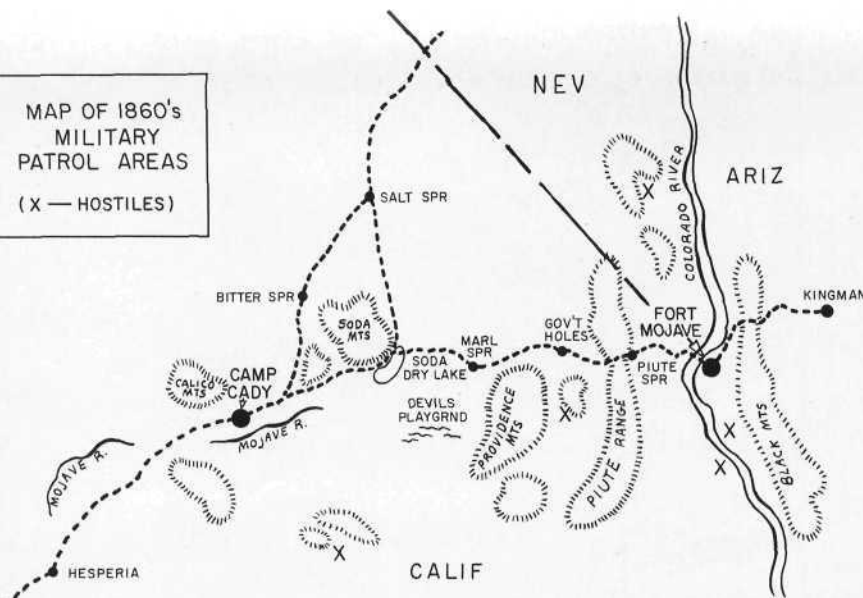 MAP OF 1860's
MILITARY
PATROL AREAS
(X — HOSTILES)
NEV
ARIZ
COLORADO RIVER
SALT SPR
BITTER SPR
SODA
MTS
KINGMAN
FORT
MOJAVE
GOV'T
HOLES
MARL
SPR
PIUTE
SPR
SODA
DRY LAKE
CAMP
CADY
CALICO
MTS
DEVILS
PLAYGRND
MOJAVE R.
MOJAVE R.
PROVIDENCE
MTS
PIUTE RANGE
BLACK MTS
X
X
X
X
X
HESPERIA
CALIF